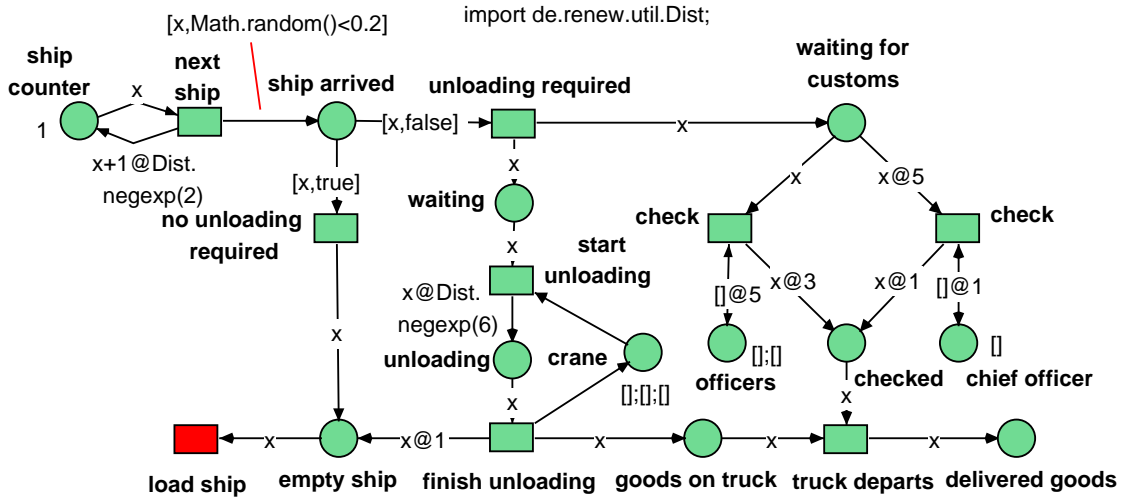 import de.renew.util.Dist;
[x,Math.random()<0.2]
ship
counter
next
ship
ship arrived
unloading required
waiting for
customs
x
1
[x,false]
x
x+1@Dist.
negexp(2)
[x,true]
x
x
x@5
no unloading
required
waiting
check
check
x
start
unloading
x@Dist.
negexp(6)
[]@5
x@3
x@1
[]@1
x
unloading
crane
[];[];[]
[];[]
[]
officers
checked
chief officer
x
x
x
x@1
x
x
x
load ship
empty ship
finish unloading
goods on truck
truck departs
delivered goods